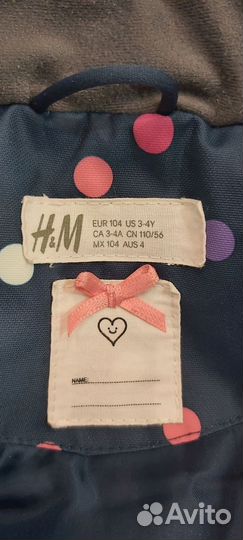 H&M
EUR 104 US 3-4Y
CA 3-4A CN 110/56
MX 104 AUS 4
NAME:
Avito